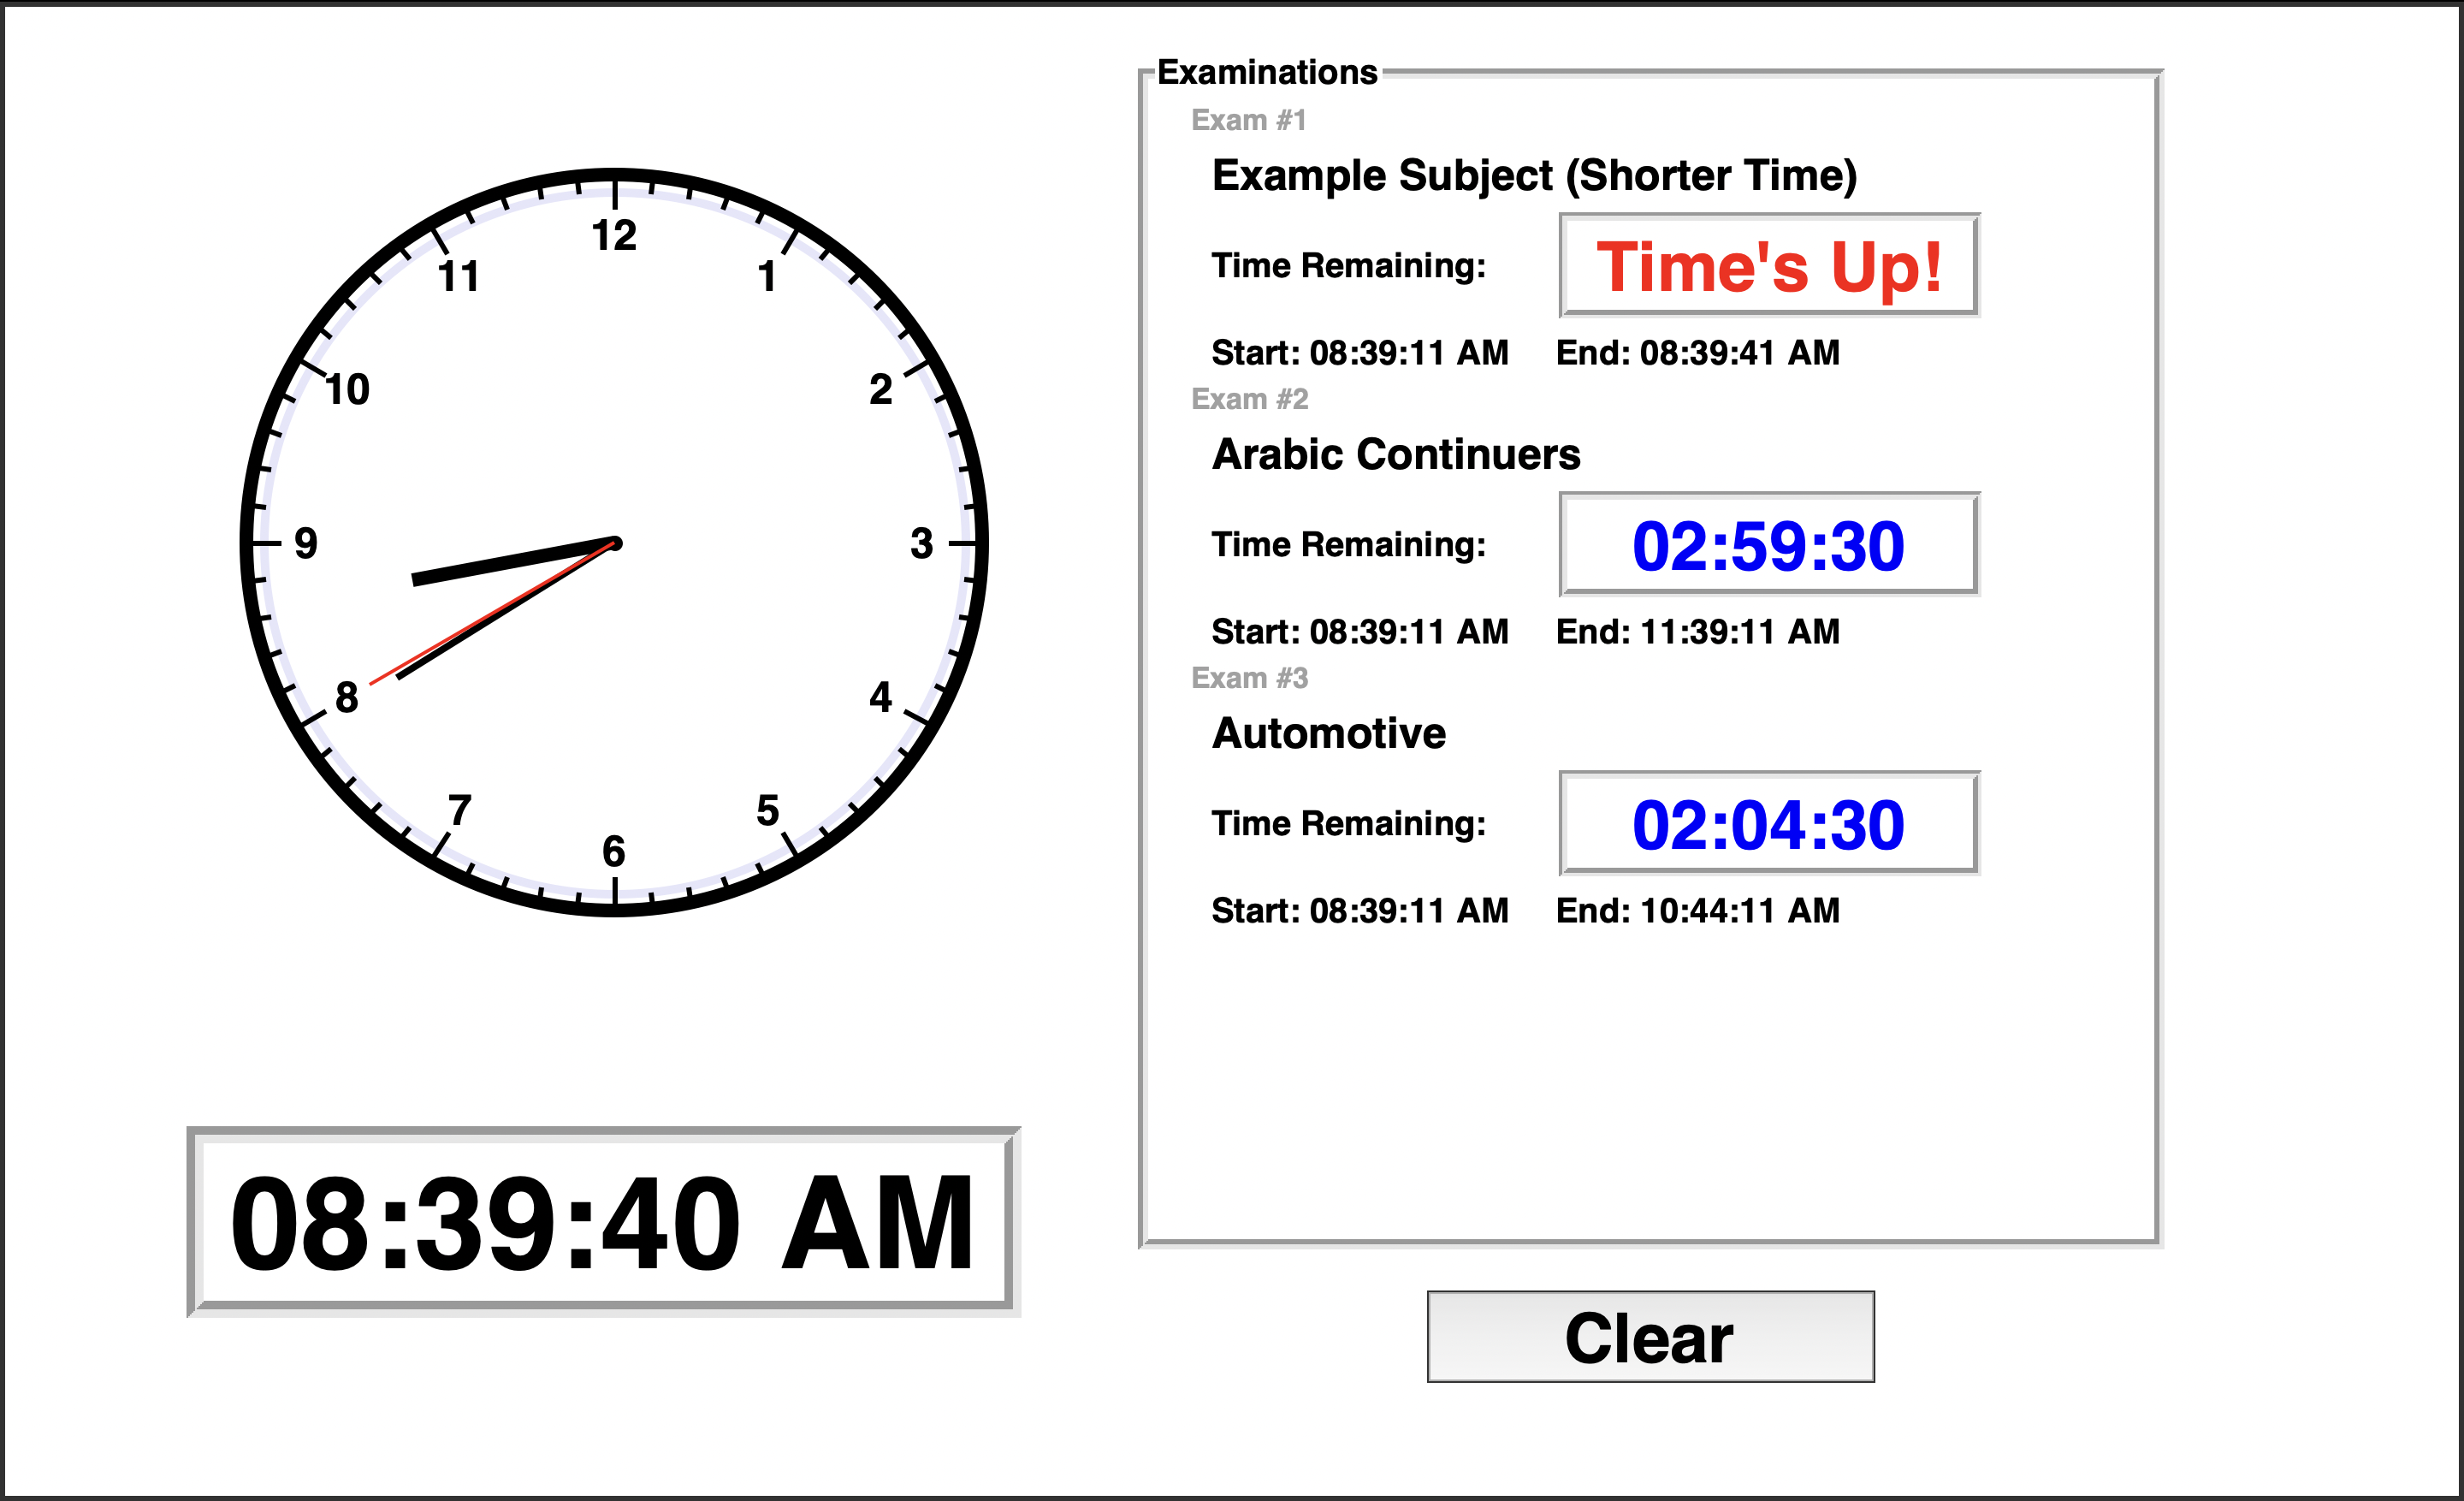 12
11
1
10
2
9
3
8
4
7
5
6
08:39:40 AM
Examinations
Exam #1
Example Subject (Shorter Time)
Time Remaining: Time's Up!
Start: 08:39:11 AM End: 08:39:41 AM
Exam #2
Arabic Continuers
Time Remaining: 02:59:30
Start: 08:39:11 AM End: 11:39:11 AM
Exam #3
Automotive
Time Remaining: 02:04:30
Start: 08:39:11 AM End: 10:44:11 AM
Clear